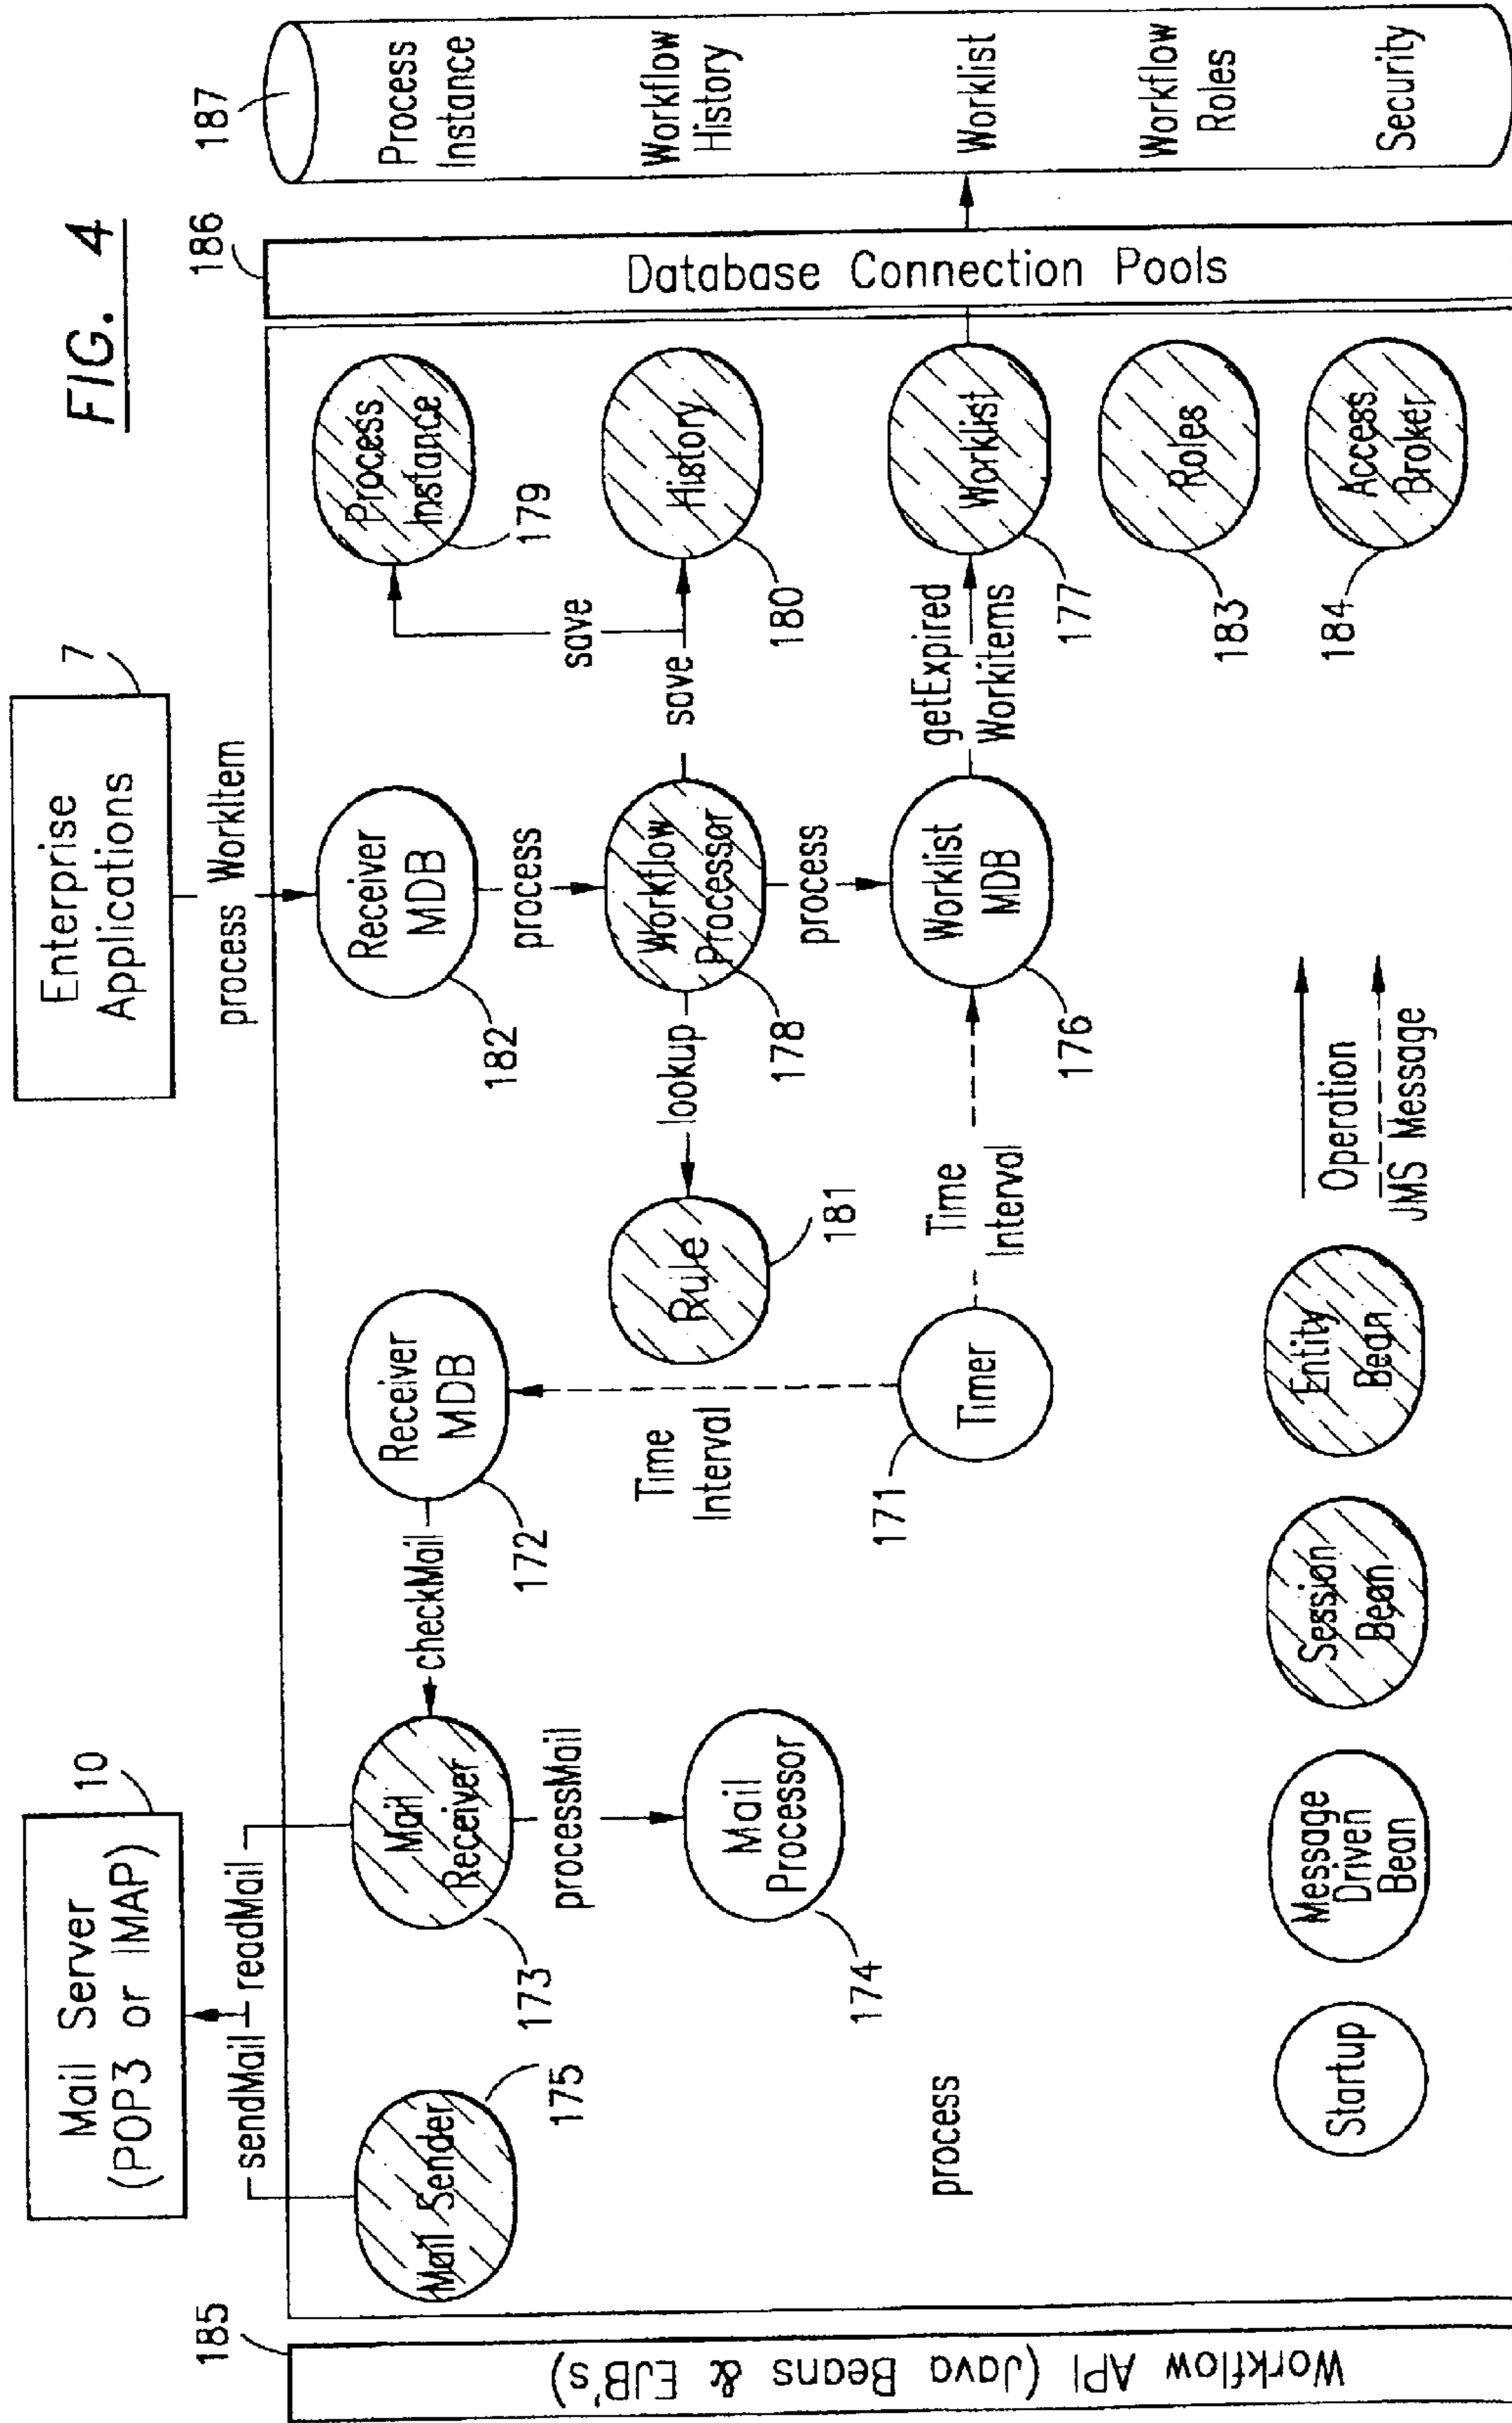 FIG. 4
Mail Server
(POP3 or IMAP)
10
Enterprise
Applications
7
sendMail
readMail
process WorkItem
185
Workflow API (Java Beans & EJB's)
Mail Sender
175
Mail
Receiver
173
checkMail
Receiver
MDB
172
Receiver
MDB
182
Process
Instance
179
processMail
Mail
Processor
174
Time
Interval
Rule
181
lookup
process
Workflow
Processor
178
save
save
History
180
process
process
Timer
171
Time
Interval
Worklist
MDB
176
getExpired
Workitems
Worklist
177
Roles
183
Access
Broker
184
Startup
Message
Driven
Bean
Session
Bean
Entity
Bean
Operation
JMS Message
186
Database Connection Pools
187
Process
Instance
Workflow
History
Worklist
Workflow
Roles
Security